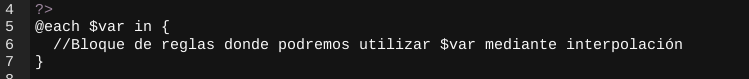 4 ?>
5 @each $var in {
6 //Bloque de reglas donde podremos utilizar $var mediante interpolación
7 }